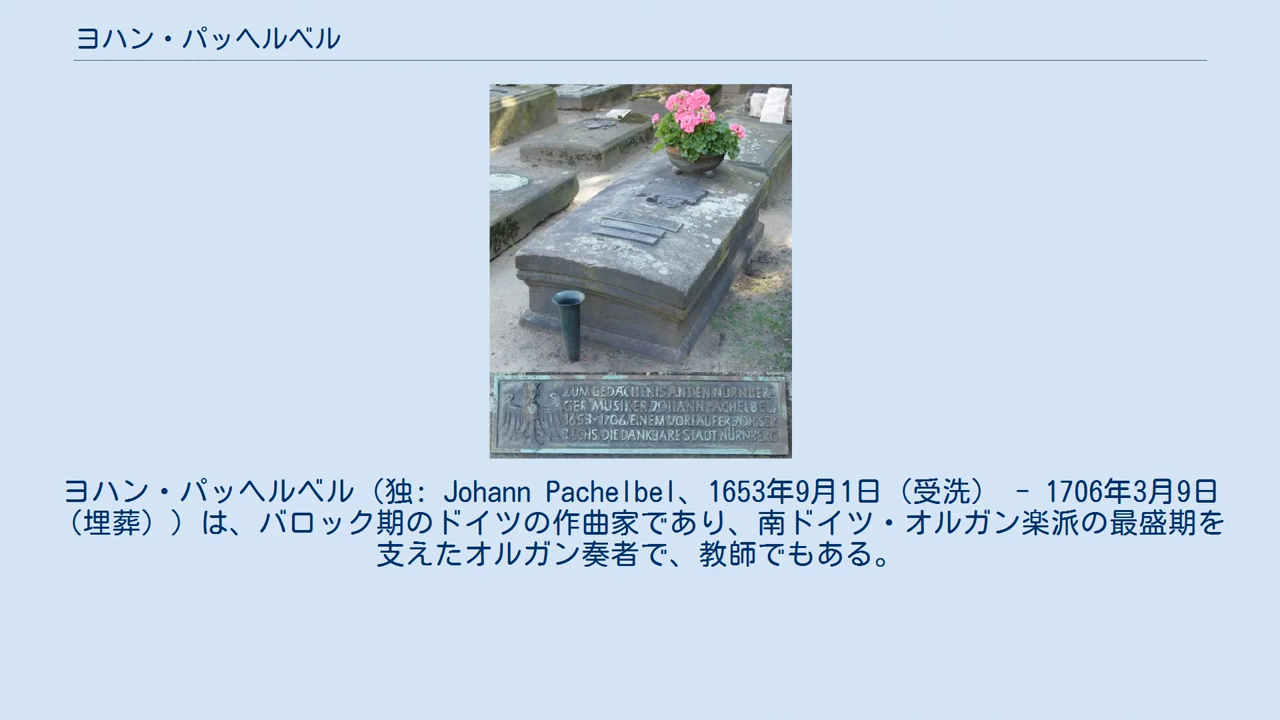 ヨハン・パッヘルベル
ZUM GEDÄCHTNIS AN DEN NÜRNBER
GER MUSIKER JOHANN PACHELBEL
1653-1706, EINEM VORLÄUFER JOH. SEB.
BACHS, DIE DANKBARE STADT NÜRNBERG
ヨハン・パッヘルベル（独: Johann Pachelbel、1653年9月1日（受洗） - 1706年3月9日
（埋葬））は、バロック期のドイツの作曲家であり、南ドイツ・オルガン楽派の最盛期を
支えたオルガン奏者で、教師でもある。